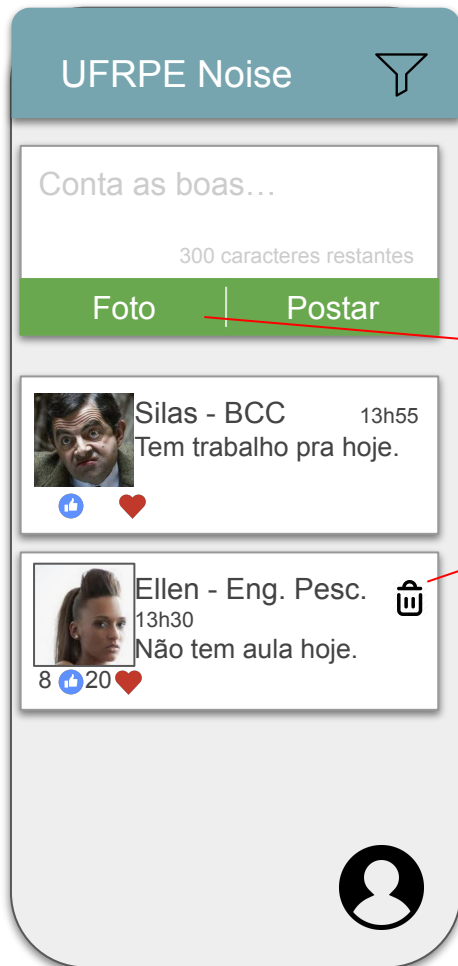 UFRPE Noise
Conta as boas…
300 caracteres restantes
Foto
Postar
Silas - BCC 13h55
Tem trabalho pra hoje.
Ellen - Eng. Pesc.
13h30
Não tem aula hoje.
8 20